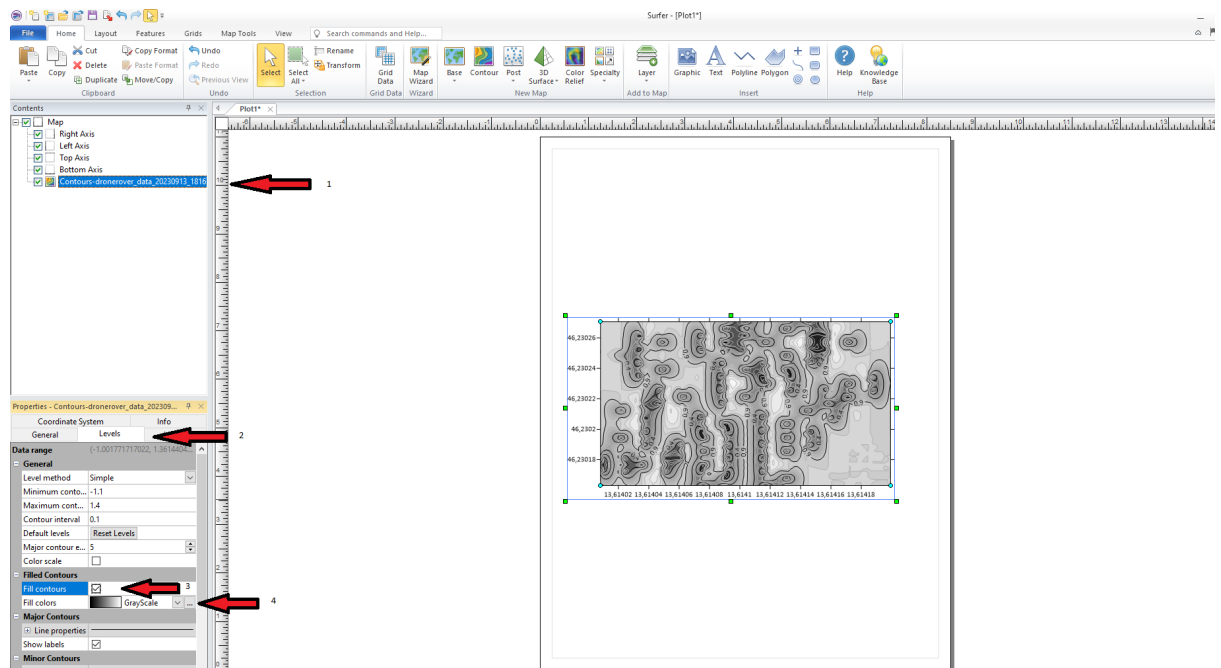 Surfer - [Plot1*]
File Home Layout Features Grids Map Tools View Search commands and Help...
Paste Copy Cut Delete Duplicate Copy Format Paste Format Move/Copy
Undo Redo Previous View
Select Select All Rename Transform
Grid Data Map Wizard Base Contour Post 3D Surface Color Relief Specialty Layer Graphic Text Polyline Polygon Help Knowledge Base
Clipboard Undo Selection Grid Data Wizard New Map Add to Map Insert Help
Contents
Plot1*
Map
Right Axis
Left Axis
Top Axis
Bottom Axis
Contours-dronerover_data_20230913_1816
1
46,23026
46,23024
46,23022
46,2302
46,23018
13,61402 13,61404 13,61406 13,61408 13,6141 13,61412 13,61414 13,61416 13,61418
Properties - Contours-dronerover_data_202309...
Coordinate System Info
General Levels
2
Data range (-1.001771717022, 1.3614404...
General
Level method Simple
Minimum conto... -1.1
Maximum cont... 1.4
Contour interval 0.1
Default levels Reset Levels
Major contour e... 5
Color scale
Filled Contours
Fill contours
3
Fill colors GrayScale ...
4
Major Contours
Line properties
Show labels
Minor Contours